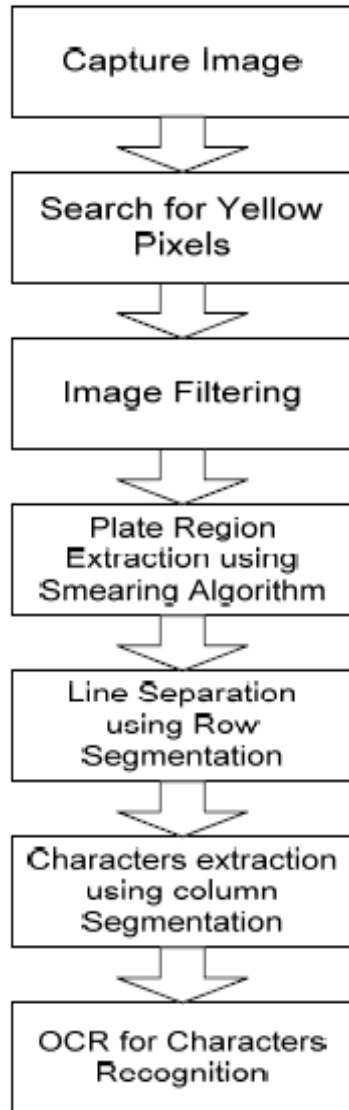 Capture Image
Search for Yellow
Pixels
Image Filtering
Plate Region
Extraction using
Smearing Algorithm
Line Separation
using Row
Segmentation
Characters extraction
using column
Segmentation
OCR for Characters
Recognition